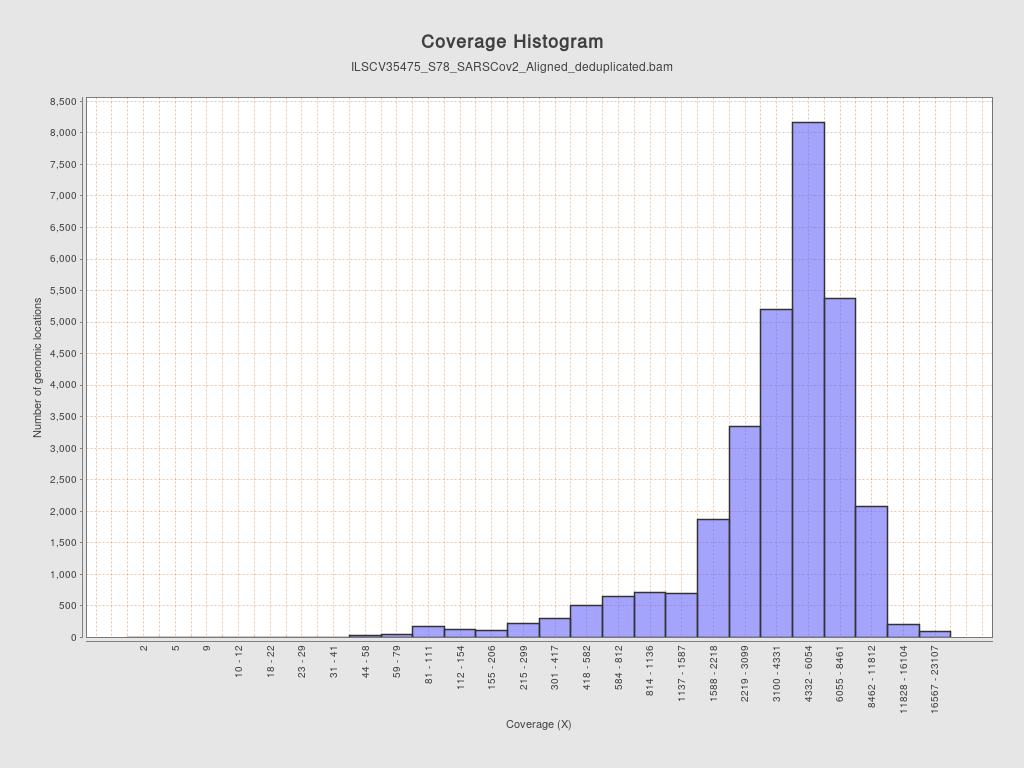 Coverage Histogram
ILSCV35475_S78_SARSCov2_Aligned_deduplicated.bam
Number of genomic locations
8,500
8,000
7,500
7,000
6,500
6,000
5,500
5,000
4,500
4,000
3,500
3,000
2,500
2,000
1,500
1,000
500
0
2
5
9
10 - 12
18 - 22
23 - 29
31 - 41
44 - 58
59 - 79
81 - 111
112 - 154
155 - 206
215 - 299
301 - 417
418 - 582
584 - 812
814 - 1136
1137 - 1587
1588 - 2218
2219 - 3099
3100 - 4331
4332 - 6054
6055 - 8461
8462 - 11812
11828 - 16104
16567 - 23107
Coverage (X)